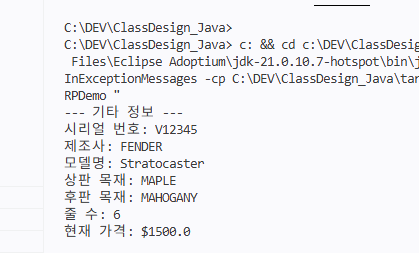 C:\DEV\ClassDesign_Java>
C:\DEV\ClassDesign_Java> c: && cd c:\DEV\ClassDesig
Files\Eclipse Adoptium\jdk-21.0.10.7-hotspot\bin\j
InExceptionMessages -cp C:\DEV\ClassDesign_Java\tar
RPDemo "
--- 기타 정보 ---
시리얼 번호: V12345
제조사: FENDER
모델명: Stratocaster
상판 목재: MAPLE
후판 목재: MAHOGANY
줄 수: 6
현재 가격: $1500.0